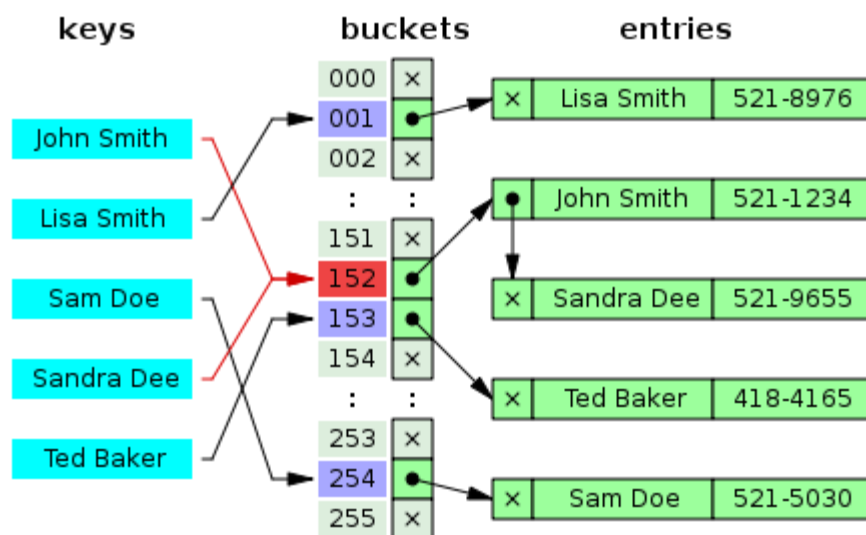 keys buckets entries
000 ×
001
002 ×
: :
151 ×
152
153
154 ×
: :
253 ×
254
255 ×
John Smith
Lisa Smith
Sam Doe
Sandra Dee
Ted Baker
× Lisa Smith 521-8976
John Smith 521-1234
× Sandra Dee 521-9655
× Ted Baker 418-4165
× Sam Doe 521-5030